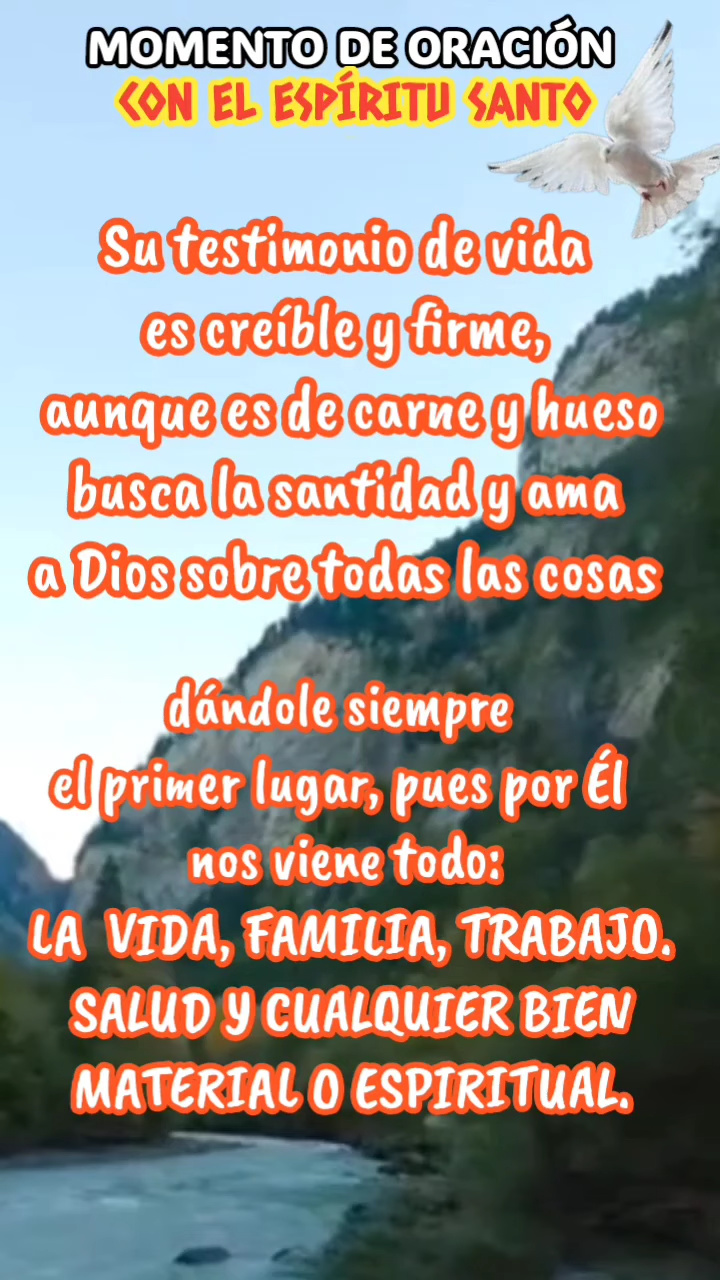 MOMENTO DE ORACIÓN
CON EL ESPÍRITU SANTO
Su testimonio de vida
es creíble y firme,
aunque es de carne y hueso
busca la santidad y ama
a Dios sobre todas las cosas
dándole siempre
el primer lugar, pues por Él
nos viene todo:
LA VIDA, FAMILIA, TRABAJO.
SALUD Y CUALQUIER BIEN
MATERIAL O ESPIRITUAL.